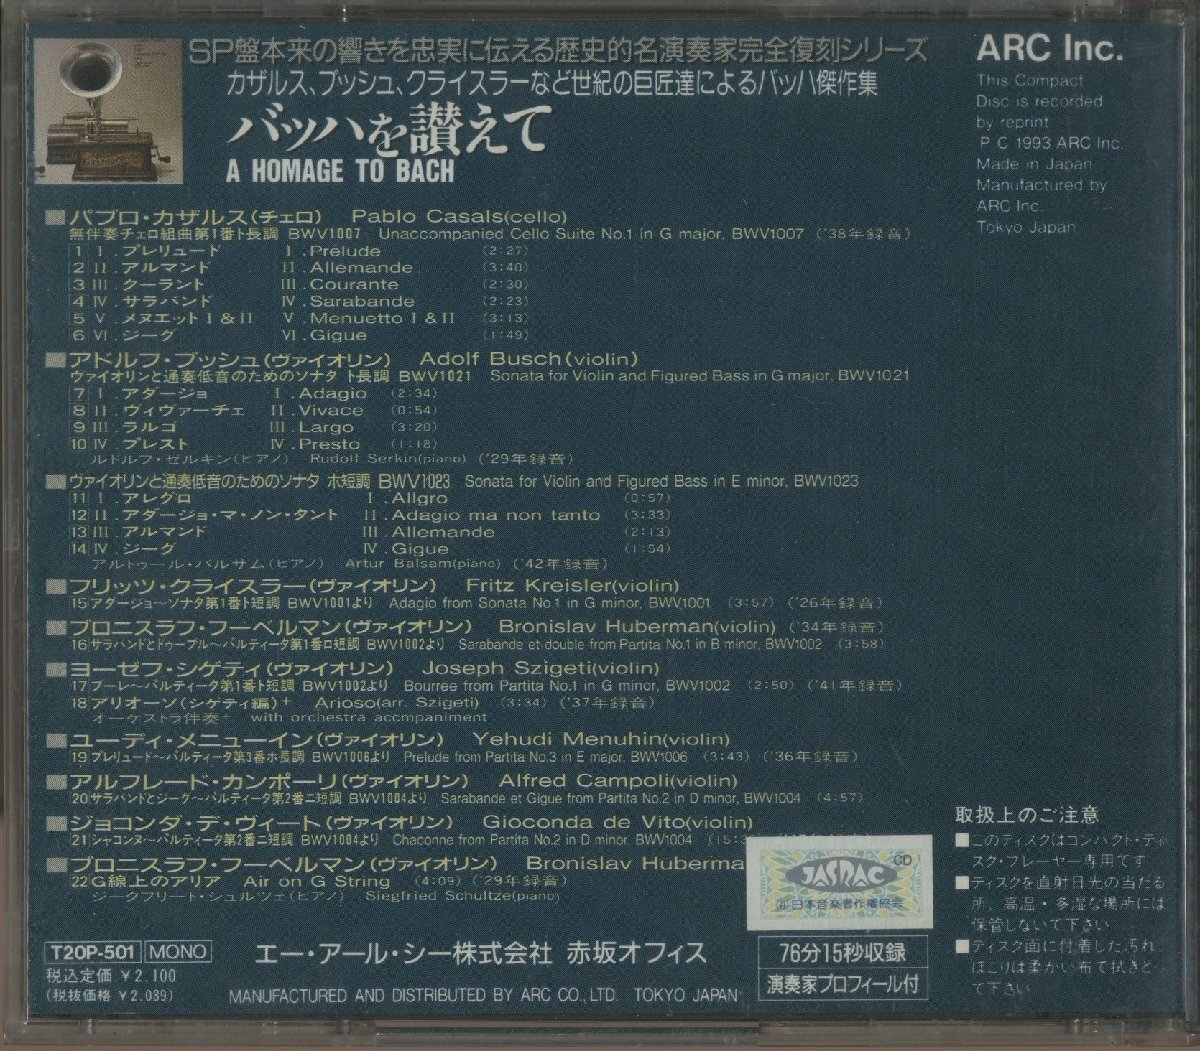 SP盤本来の響きを忠実に伝える歴史的名演奏家完全復刻シリーズ
カザルス、ブッシュ、クライスラーなど世紀の巨匠達によるバッハ傑作集
バッハを讃えて
A HOMAGE TO BACH
ARC Inc.
This Compact
Disc is recorded
by reprint
P C 1993 ARC Inc.
Made in Japan
Manufactured by
ARC Inc.
Tokyo Japan
パブロ・カザルス(チェロ) Pablo Casals(cello)
無伴奏チェロ組曲第1番ト長調 BWV1007 Unaccompanied Cello Suite No.1 in G major, BWV1007 ('38年録音)
1 I.プレリュード I.Prelude (2:27)
2 II.アルマンド II.Allemande (3:40)
3 III.クーラント III.Courante (2:30)
4 IV.サラバンド IV.Sarabande (2:23)
5 V.メヌエットI&II V.Menuetto I&II (3:13)
6 VI.ジーグ VI.Gigue (1:49)
アドルフ・ブッシュ(ヴァイオリン) Adolf Busch(violin)
ヴァイオリンと通奏低音のためのソナタ ト長調 BWV1021 Sonata for Violin and Figured Bass in G major, BWV1021
7 I.アダージョ I.Adagio (2:34)
8 II.ヴィヴァーチェ II.Vivace (0:54)
9 III.ラルゴ III.Largo (3:20)
10 IV.プレスト IV.Presto (1:18)
ルドルフ・ゼルキン(ピアノ) Rudolf Serkin(piano) ('29年録音)
ヴァイオリンと通奏低音のためのソナタ ホ短調 BWV1023 Sonata for Violin and Figured Bass in E minor, BWV1023
11 I.アレグロ I.Allgro (0:57)
12 II.アダージョ・マ・ノン・タント II.Adagio ma non tanto (3:33)
13 III.アルマンド III.Allemande (2:13)
14 IV.ジーグ IV.Gigue (1:54)
アルトゥール・バルサム(ピアノ) Artur Balsam(piano) ('42年録音)
フリッツ・クライスラー(ヴァイオリン) Fritz Kreisler(violin)
15 アダージョ〜ソナタ第1番ト短調 BWV1001より Adagio from Sonata No.1 in G minor, BWV1001 (3:57) ('26年録音)
ブロニスラフ・フーベルマン(ヴァイオリン) Bronislav Huberman(violin) ('34年録音)
16 サラバンドとドゥーブル〜パルティータ第1番ロ短調 BWV1002より Sarabande et double from Partita No.1 in B minor, BWV1002 (3:58)
ヨーゼフ・シゲティ(ヴァイオリン) Joseph Szigeti(violin)
17 ブーレ〜パルティータ第1番ト短調 BWV1002より Bourree from Partita No.1 in G minor, BWV1002 (2:50) ('41年録音)
18 アリオーソ(シゲティ編)+ Arioso(arr. Szigeti) (3:34) ('37年録音)
オーケストラ伴奏+ with orchestra accmpaniment
ユーディ・メニューイン(ヴァイオリン) Yehudi Menuhin(violin)
19 プレリュード〜パルティータ第3番ホ長調 BWV1006より Prelude from Partita No.3 in E major, BWV1006 (3:43) ('36年録音)
アルフレード・カンポーリ(ヴァイオリン) Alfred Campoli(violin)
20 サラバンドとジーグ〜パルティータ第2番ニ短調 BWV1004より Sarabande et Gigue from Partita No.2 in D minor, BWV1004 (4:57)
ジョコンダ・デ・ヴィート(ヴァイオリン) Gioconda de Vito(violin)
21 シャコンヌ〜パルティータ第2番ニ短調 BWV1004より Chaconne from Partita No.2 in D minor, BWV1004 (15:
ブロニスラフ・フーベルマン(ヴァイオリン) Bronislav Huberma
22 G線上のアリア Air on G String (4:09) ('29年録音)
ジークフリート・シュルツェ(ピアノ) Siegfried Schultze(piano)
CD
JASRAC
(社)日本音楽著作権協会
取扱上のご注意
■このディスクはコンパクト・ディ
スク・プレーヤー専用です
■ディスクを直射日光の当たる
所、高温・多湿な場所には
保管しないで下さい
■ディスク面に付着した汚れ、
ほこりは柔かい布で拭きとっ
て下さい
T20P-501 MONO
税込定価 ¥2,100
(税抜価格 ¥2,039)
エー・アール・シー株式会社 赤坂オフィス
MANUFACTURED AND DISTRIBUTED BY ARC CO., LTD. TOKYO JAPAN
76分15秒収録
演奏家プロフィール付